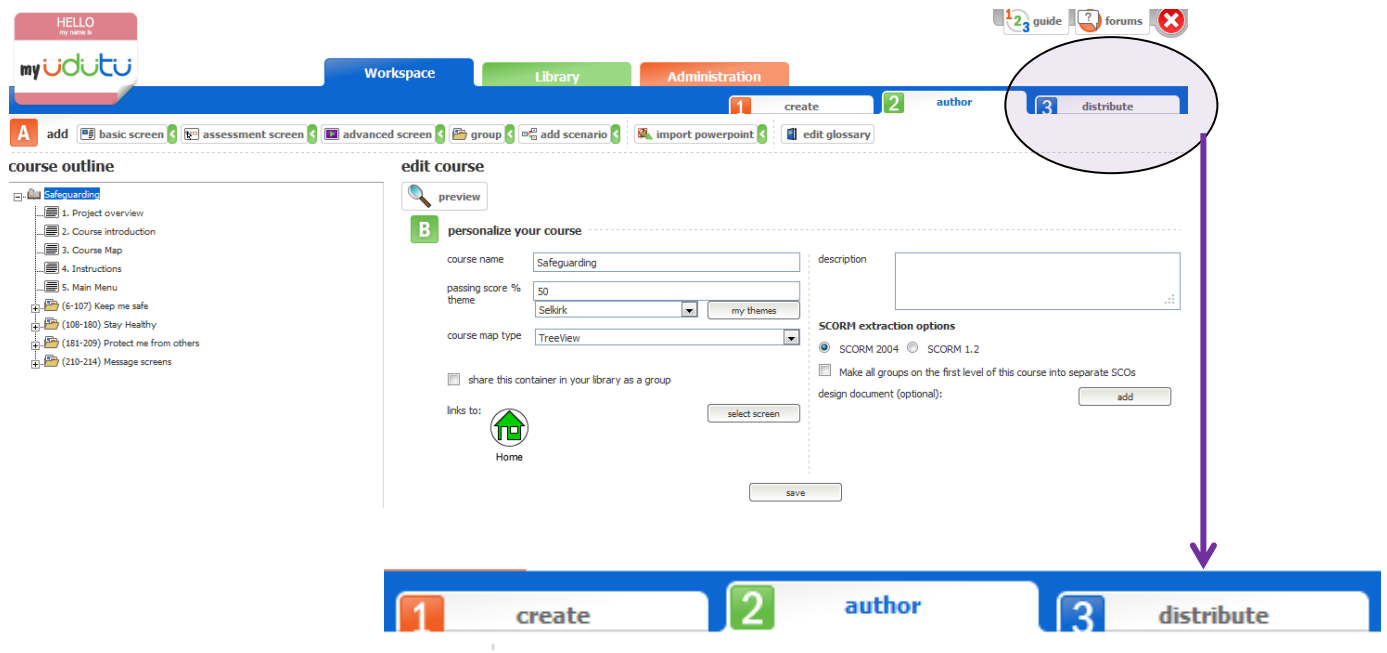 HELLO
my name is
my udutu
1 2 3 guide ? forums
Workspace Library Administration
1 create 2 author 3 distribute
A add basic screen assessment screen advanced screen group add scenario import powerpoint edit glossary
course outline
Safeguarding
1. Project overview
2. Course introduction
3. Course Map
4. Instructions
5. Main Menu
(6-107) Keep me safe
(108-180) Stay Healthy
(181-209) Protect me from others
(210-214) Message screens
edit course
preview
B personalize your course
course name Safeguarding
passing score % 50
theme Selkirk my themes
course map type TreeView
share this container in your library as a group
links to: select screen
Home
description
SCORM extraction options
SCORM 2004 SCORM 1.2
Make all groups on the first level of this course into separate SCOs
design document (optional): add
save
1 create 2 author 3 distribute